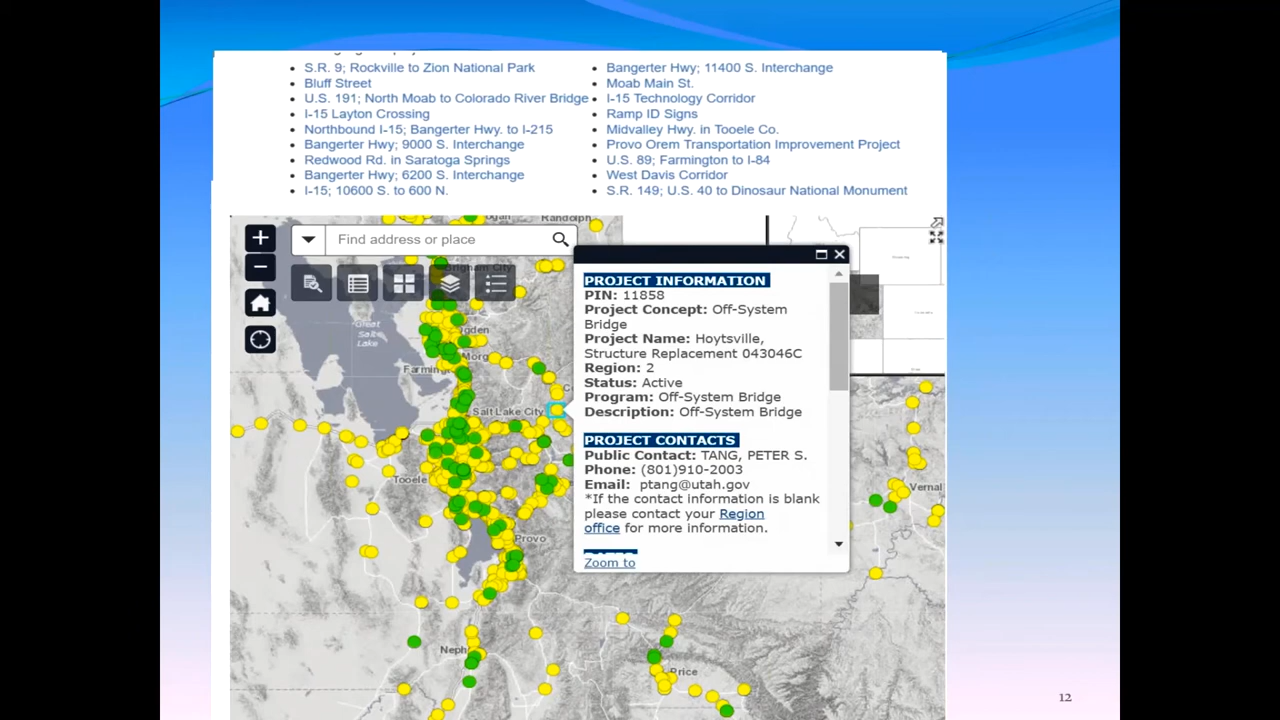 S.R. 9; Rockville to Zion National Park
Bluff Street
U.S. 191; North Moab to Colorado River Bridge
I-15 Layton Crossing
Northbound I-15; Bangerter Hwy. to I-215
Bangerter Hwy; 9000 S. Interchange
Redwood Rd. in Saratoga Springs
Bangerter Hwy; 6200 S. Interchange
I-15; 10600 S. to 600 N.
Bangerter Hwy; 11400 S. Interchange
Moab Main St.
I-15 Technology Corridor
Ramp ID Signs
Midvalley Hwy. in Tooele Co.
Provo Orem Transportation Improvement Project
U.S. 89; Farmington to I-84
West Davis Corridor
S.R. 149; U.S. 40 to Dinosaur National Monument
Randolph
Find address or place
Brigham City
Great
Salt
Lake
Ogden
Morg
Farming
Salt Lake City
Tooele
Provo
Neph
Price
Vernal
PROJECT INFORMATION
PIN: 11858
Project Concept: Off-System
Bridge
Project Name: Hoytsville,
Structure Replacement 043046C
Region: 2
Status: Active
Program: Off-System Bridge
Description: Off-System Bridge
PROJECT CONTACTS
Public Contact: TANG, PETER S.
Phone: (801)910-2003
Email: ptang@utah.gov
*If the contact information is blank
please contact your Region
office for more information.
Zoom to
12